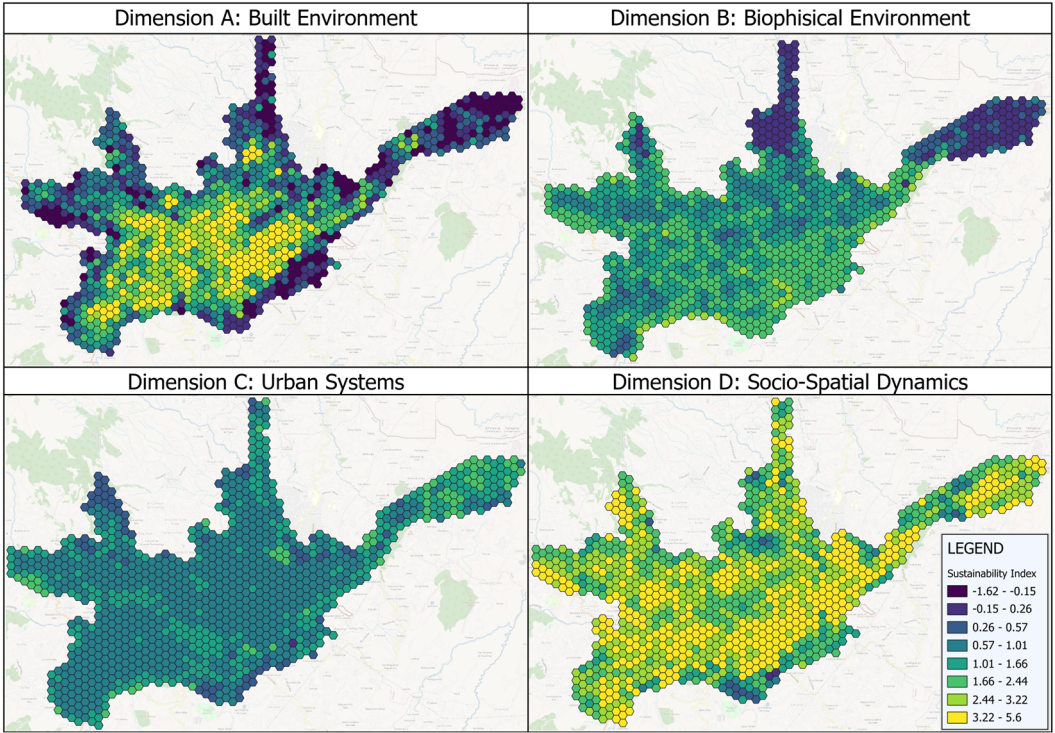 Dimension A: Built Environment
Dimension B: Biophisical Environment
Dimension C: Urban Systems
Dimension D: Socio-Spatial Dynamics
LEGEND
Sustainability Index
-1.62 - -0.15
-0.15 - 0.26
0.26 - 0.57
0.57 - 1.01
1.01 - 1.66
1.66 - 2.44
2.44 - 3.22
3.22 - 5.6